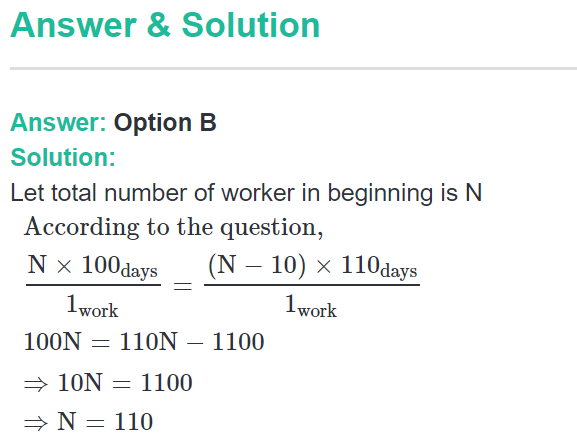 Answer & Solution
Answer: Option B
Solution:
Let total number of worker in beginning is N
According to the question,
N × 100days / 1work = (N − 10) × 110days / 1work
100N = 110N − 1100
⇒ 10N = 1100
⇒ N = 110